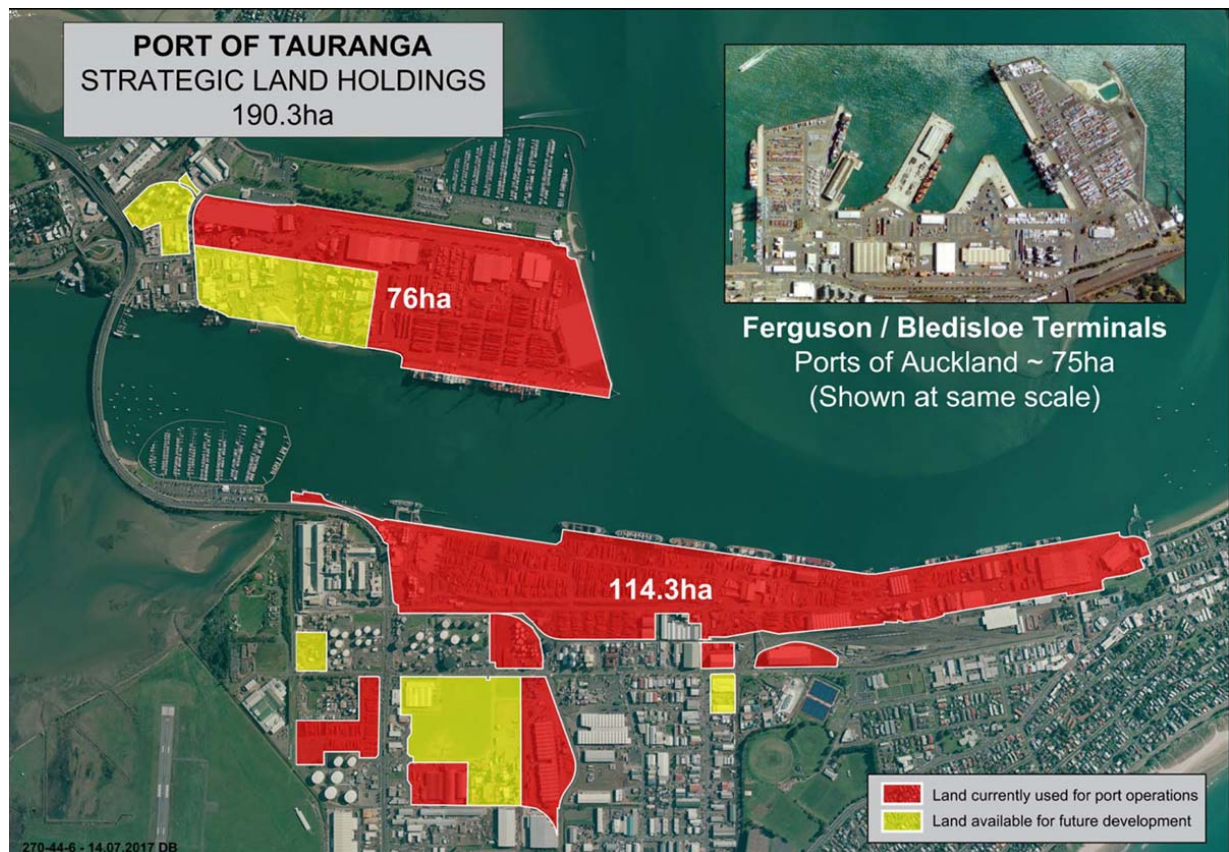 PORT OF TAURANGA
STRATEGIC LAND HOLDINGS
190.3ha
76ha
Ferguson / Bledisloe Terminals
Ports of Auckland ~ 75ha
(Shown at same scale)
114.3ha
Land currently used for port operations
Land available for future development
270-44-6 - 14.07.2017 DB